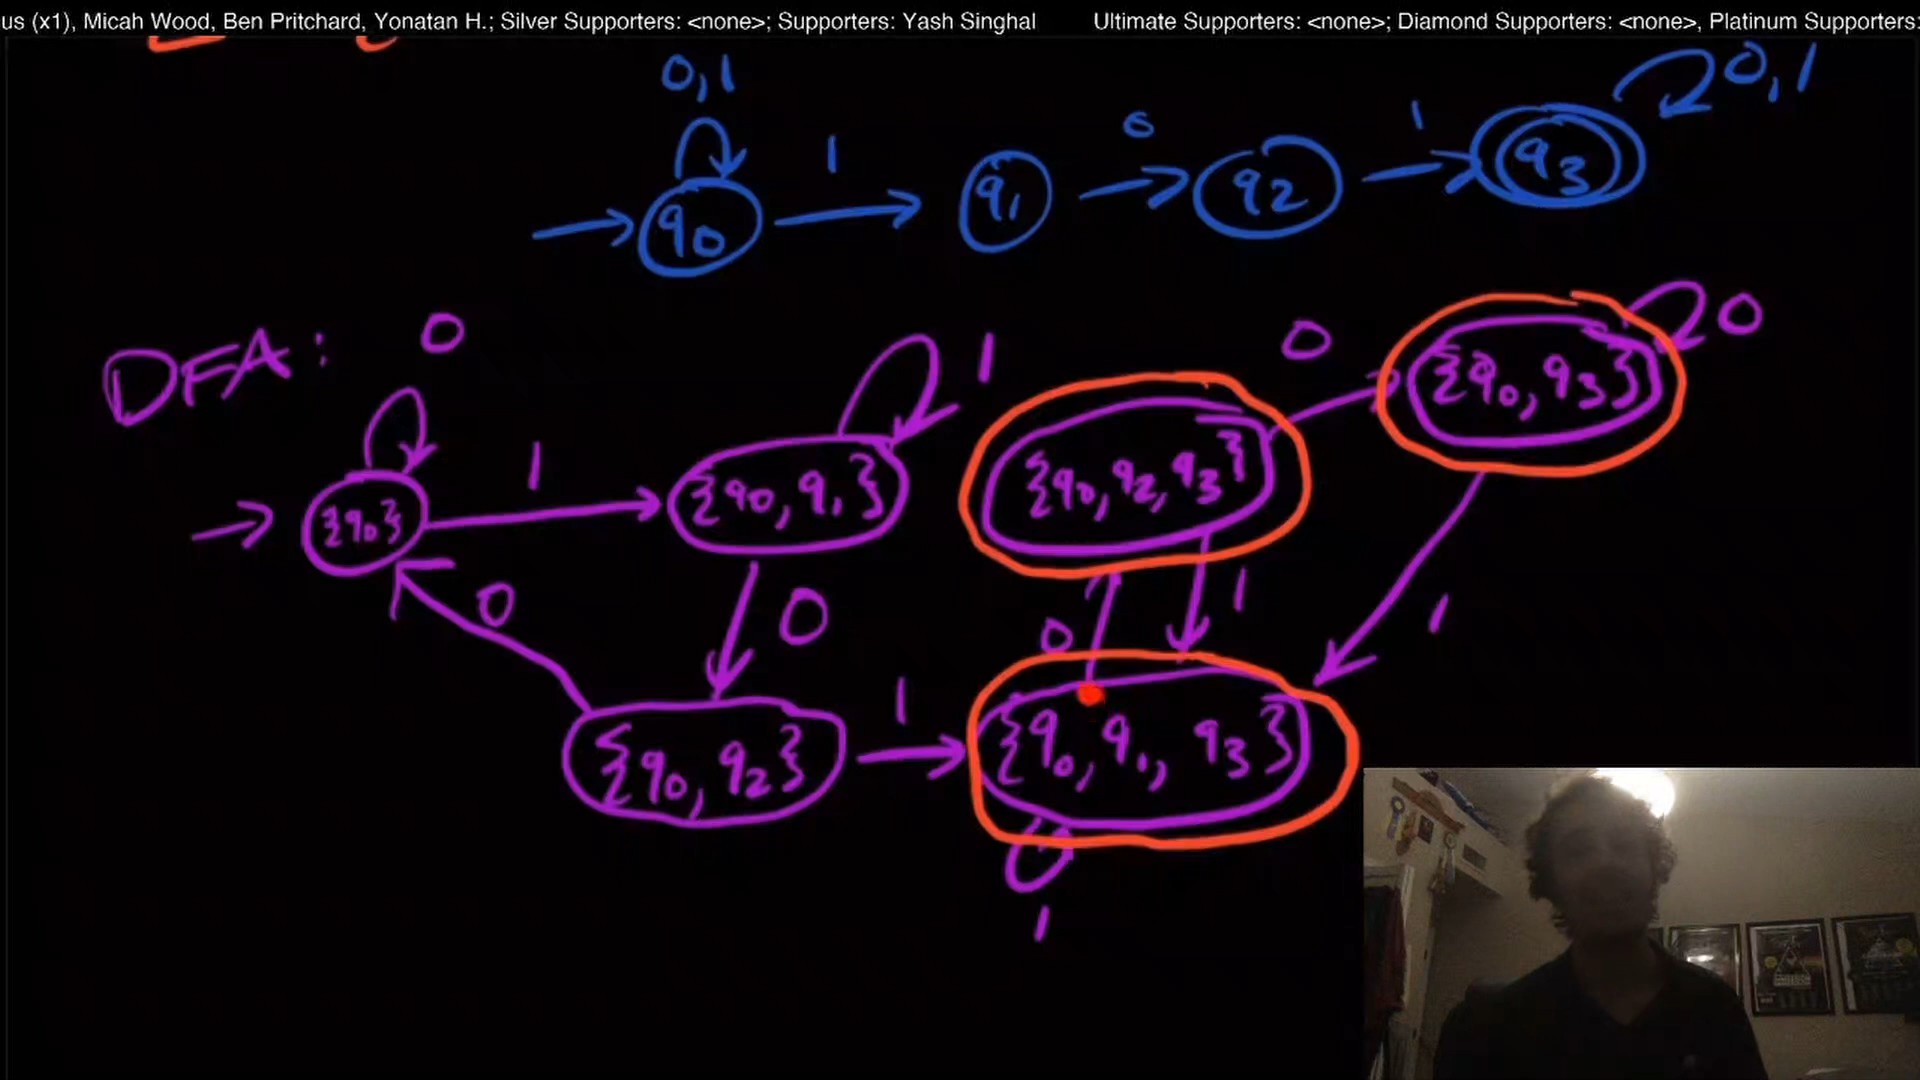 us (x1), Micah Wood, Ben Pritchard, Yonatan H.; Silver Supporters: <none>; Supporters: Yash Singhal Ultimate Supporters: <none>; Diamond Supporters: <none>, Platinum Supporters:
0,1
0,1
1
0
1
q0
q1
q2
q3
DFA:
0
1
0
0
1
{q0}
{q0, q1}
{q0, q2, q3}
{q0, q3}
0
0
0
1
1
1
{q0, q2}
{q0, q1, q3}
1